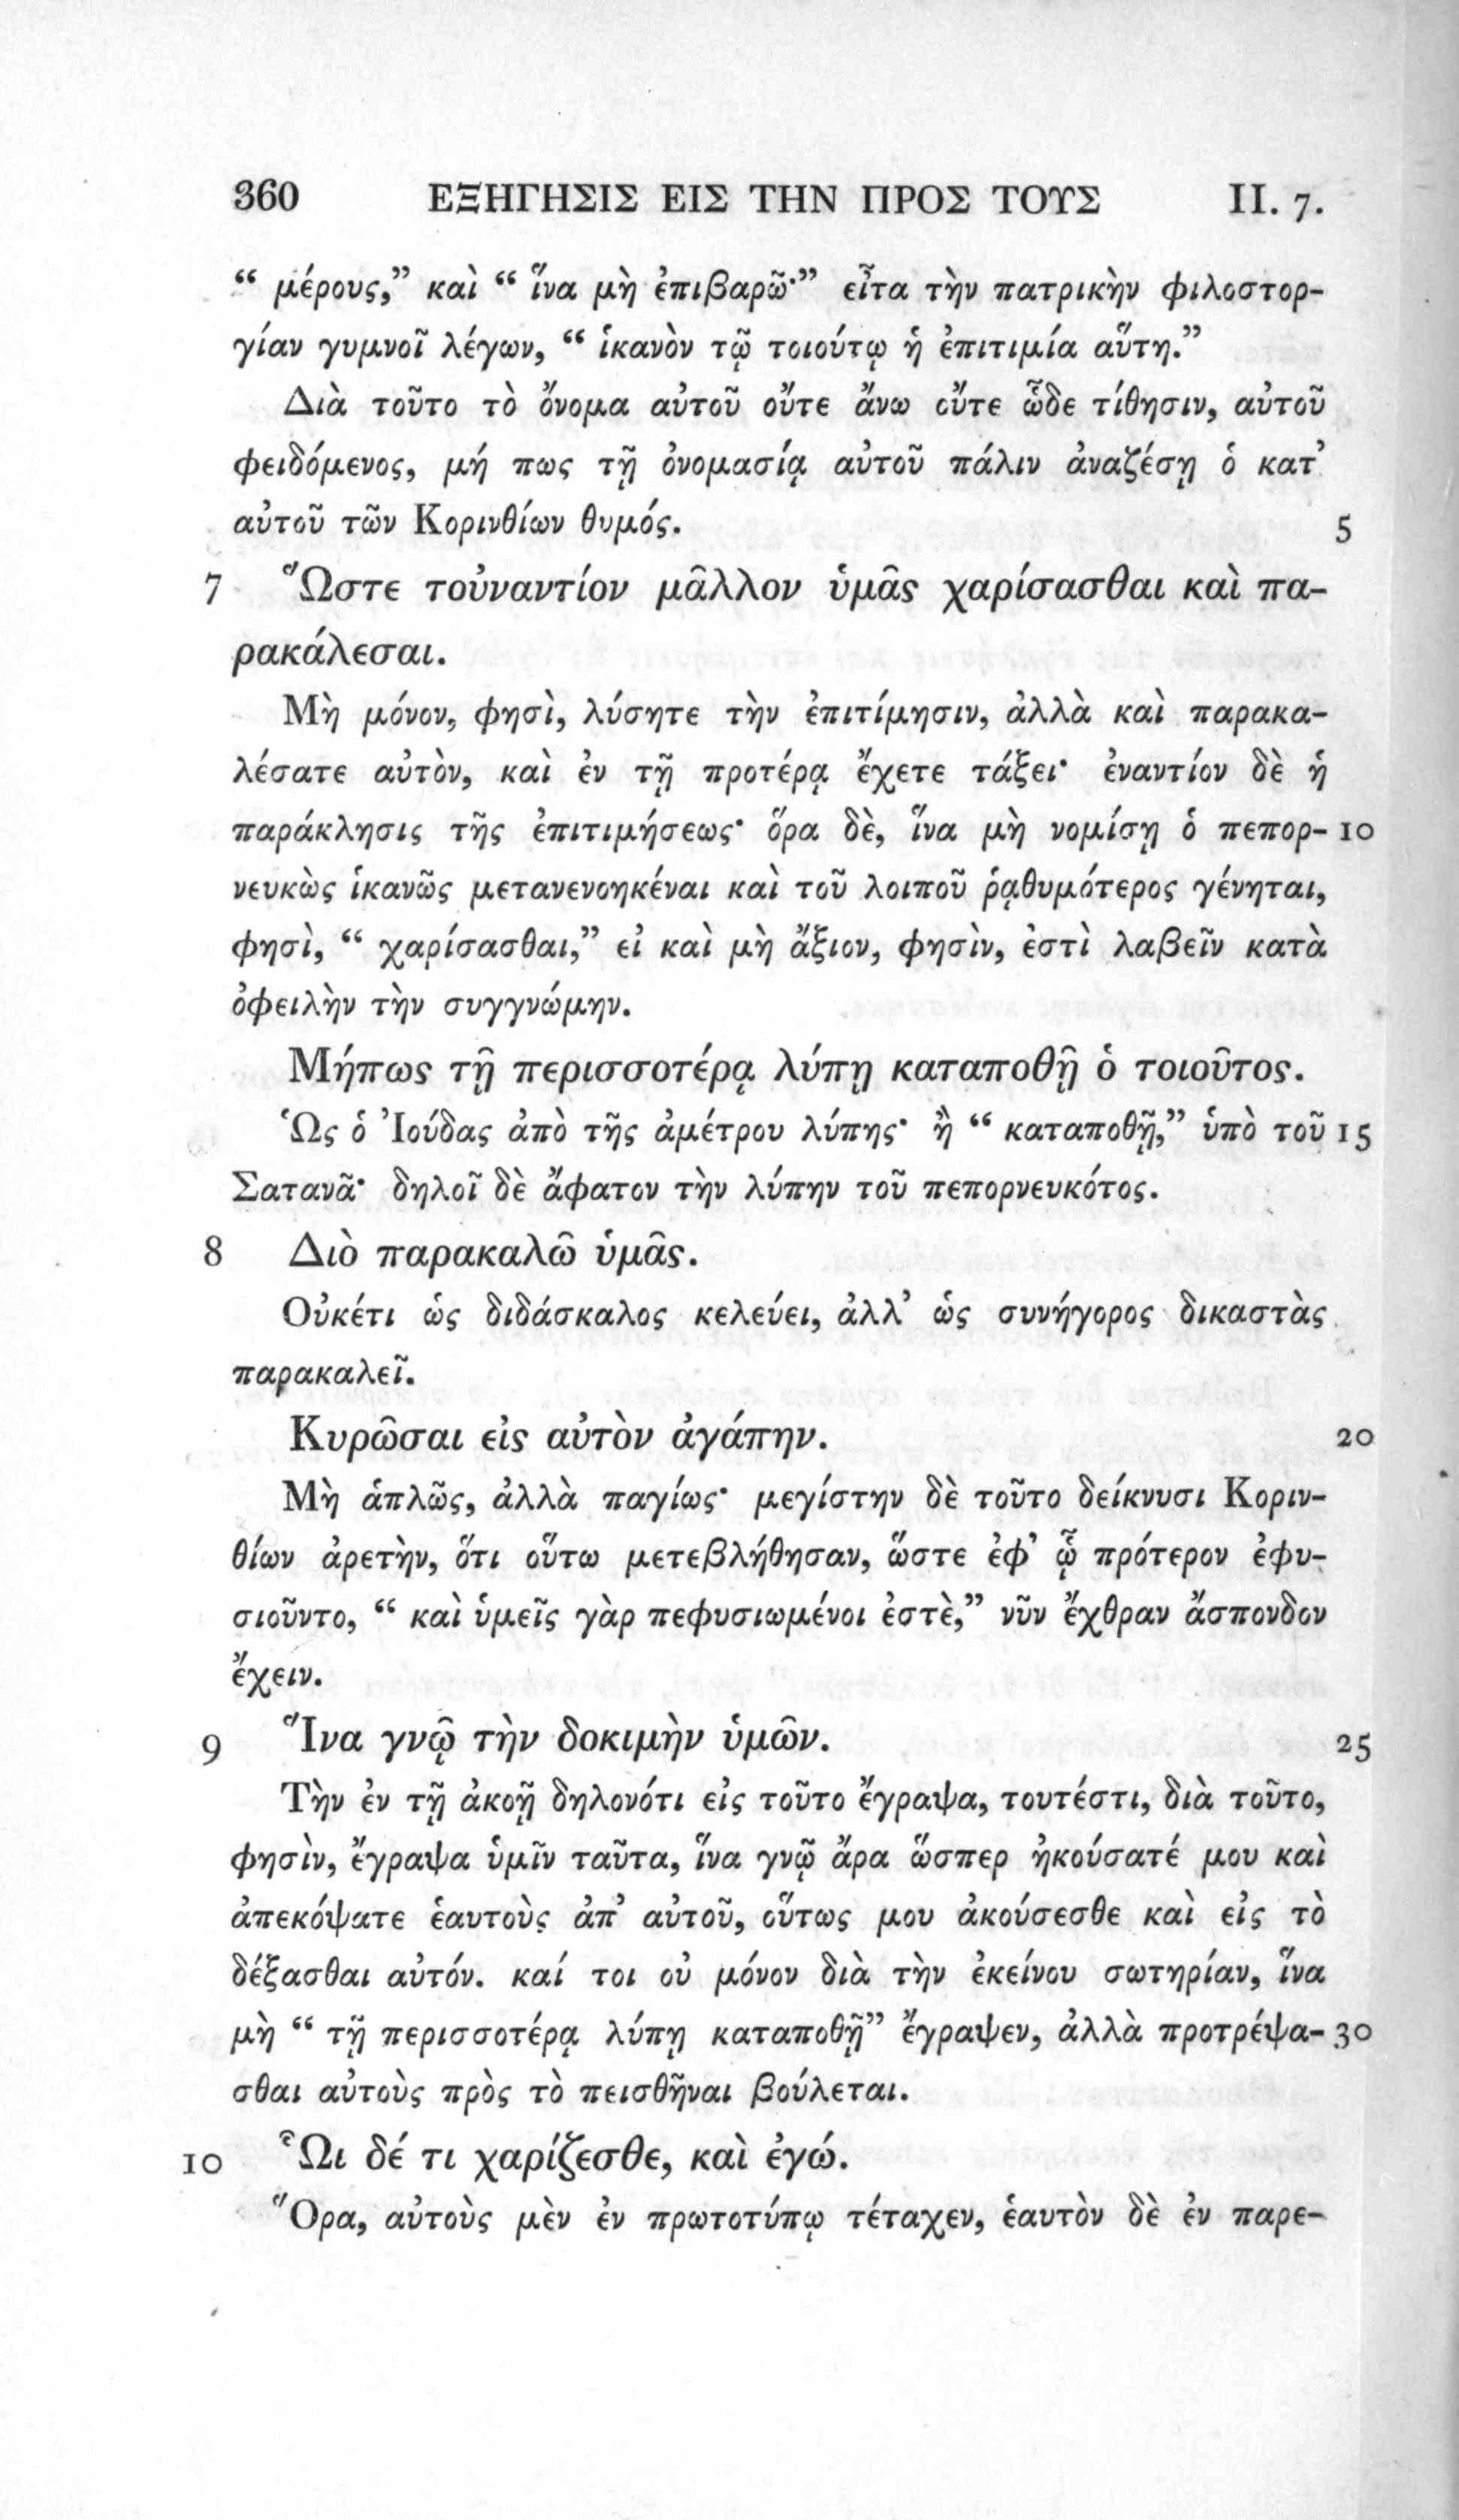 360 ΕΞΗΓΗΣΙΣ ΕΙΣ ΤΗΝ ΠΡΟΣ ΤΟΥΣ II. 7.
“ μέρους,” καὶ “ ἵνα μὴ ἐπιβαρῶ·” εἶτα τὴν πατρικὴν φιλοστορ-
γίαν γυμνοῖ λέγων, “ ἱκανὸν τῷ τοιούτῳ ἡ ἐπιτιμία αὕτη.”
Διὰ τοῦτο τὸ ὄνομα αὐτοῦ οὔτε ἄνω οὔτε ὧδε τίθησιν, αὐτοῦ
φειδόμενος, μή πως τῇ ὀνομασίᾳ αὐτοῦ πάλιν ἀναζέσῃ ὁ κατ’
αὐτοῦ τῶν Κορινθίων θυμός. 5
7 Ὥστε τοὐναντίον μᾶλλον ὑμᾶς χαρίσασθαι καὶ πα-
ρακάλεσαι.
Μὴ μόνον, φησὶ, λύσητε τὴν ἐπιτίμησιν, ἀλλὰ καὶ παρακα-
λέσατε αὐτὸν, καὶ ἐν τῇ προτέρᾳ ἔχετε τάξει· ἐναντίον δὲ ἡ
παράκλησις τῆς ἐπιτιμήσεως· ὅρα δὲ, ἵνα μὴ νομίσῃ ὁ πεπορ- 10
νευκὼς ἱκανῶς μετανενοηκέναι καὶ τοῦ λοιποῦ ῥᾳθυμότερος γένηται,
φησὶ, “ χαρίσασθαι,” εἰ καὶ μὴ ἄξιον, φησὶν, ἐστὶ λαβεῖν κατὰ
ὀφειλὴν τὴν συγγνώμην.
Μήπως τῇ περισσοτέρᾳ λύπῃ καταποθῇ ὁ τοιοῦτος.
Ὡς ὁ Ἰούδας ἀπὸ τῆς ἀμέτρου λύπης· ἢ “ καταποθῇ,” ὑπὸ τοῦ 15
Σατανᾶ· δηλοῖ δὲ ἄφατον τὴν λύπην τοῦ πεπορνευκότος.
8 Διὸ παρακαλῶ ὑμᾶς.
Οὐκέτι ὡς διδάσκαλος κελεύει, ἀλλ’ ὡς συνήγορος δικαστὰς
παρακαλεῖ.
Κυρῶσαι εἰς αὐτὸν ἀγάπην. 20
Μὴ ἁπλῶς, ἀλλὰ παγίως· μεγίστην δὲ τοῦτο δείκνυσι Κοριν-
θίων ἀρετὴν, ὅτι οὕτω μετεβλήθησαν, ὥστε ἐφ’ ᾧ πρότερον ἐφυ-
σιοῦντο, “ καὶ ὑμεῖς γὰρ πεφυσιωμένοι ἐστὲ,” νῦν ἔχθραν ἄσπονδον
ἔχειν.
9 Ἵνα γνῷ τὴν δοκιμὴν ὑμῶν. 25
Τὴν ἐν τῇ ἀκοῇ δηλονότι εἰς τοῦτο ἔγραψα, τουτέστι, διὰ τοῦτο,
φησὶν, ἔγραψα ὑμῖν ταῦτα, ἵνα γνῷ ἄρα ὥσπερ ἠκούσατέ μου καὶ
ἀπεκόψατε ἑαυτοὺς ἀπ’ αὐτοῦ, οὕτως μου ἀκούσεσθε καὶ εἰς τὸ
δέξασθαι αὐτόν. καί τοι οὐ μόνον διὰ τὴν ἐκείνου σωτηρίαν, ἵνα
μὴ “ τῇ περισσοτέρᾳ λύπῃ καταποθῇ” ἔγραψεν, ἀλλὰ προτρέψα- 30
σθαι αὐτοὺς πρὸς τὸ πεισθῆναι βούλεται.
10 Ὧι δέ τι χαρίζεσθε, καὶ ἐγώ.
Ὅρα, αὐτοὺς μὲν ἐν πρωτοτύπῳ τέταχεν, ἑαυτὸν δὲ ἐν παρε-